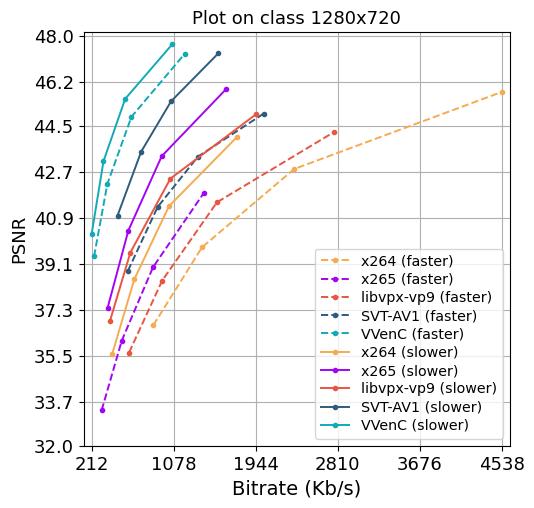 Plot on class 1280x720
PSNR
48.0
46.2
44.5
42.7
40.9
39.1
37.3
35.5
33.7
32.0
x264 (faster)
x265 (faster)
libvpx-vp9 (faster)
SVT-AV1 (faster)
VVenC (faster)
x264 (slower)
x265 (slower)
libvpx-vp9 (slower)
SVT-AV1 (slower)
VVenC (slower)
212 1078 1944 2810 3676 4538
Bitrate (Kb/s)